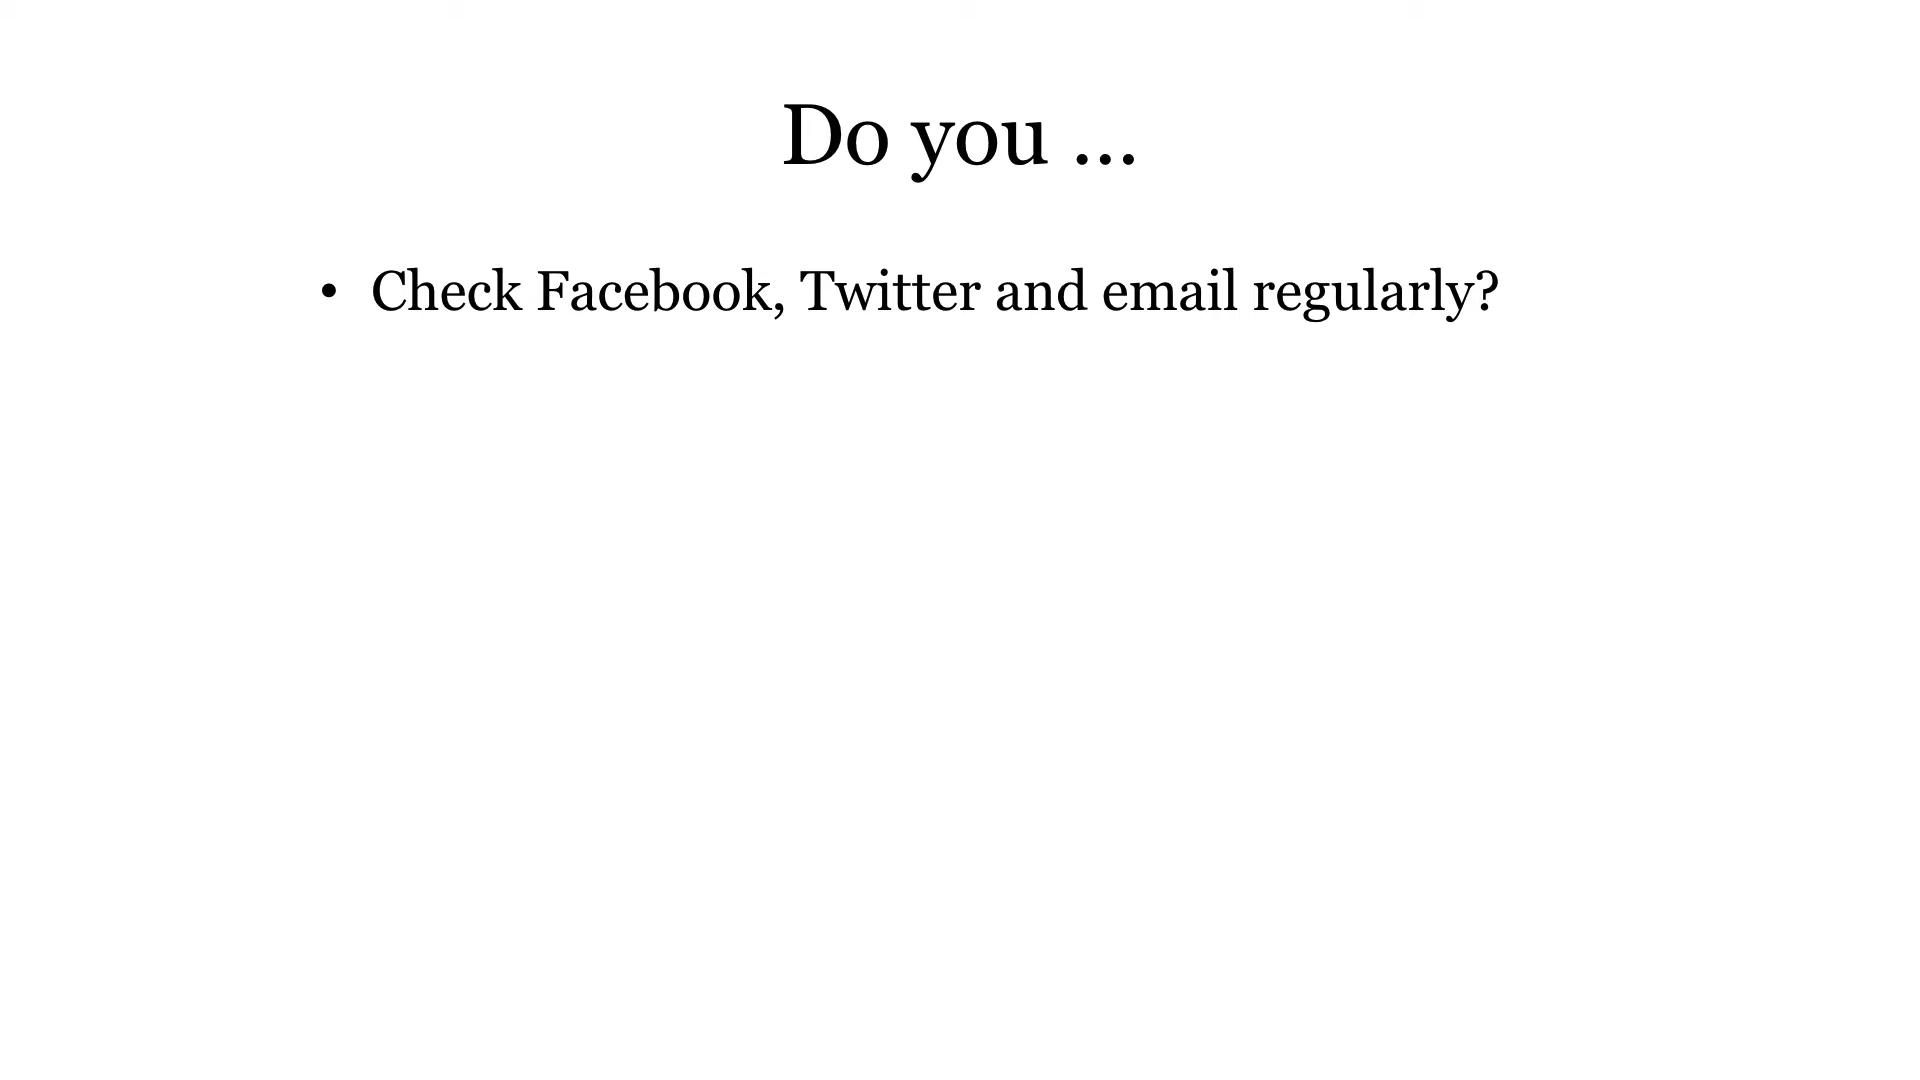 Do you ...
• Check Facebook, Twitter and email regularly?